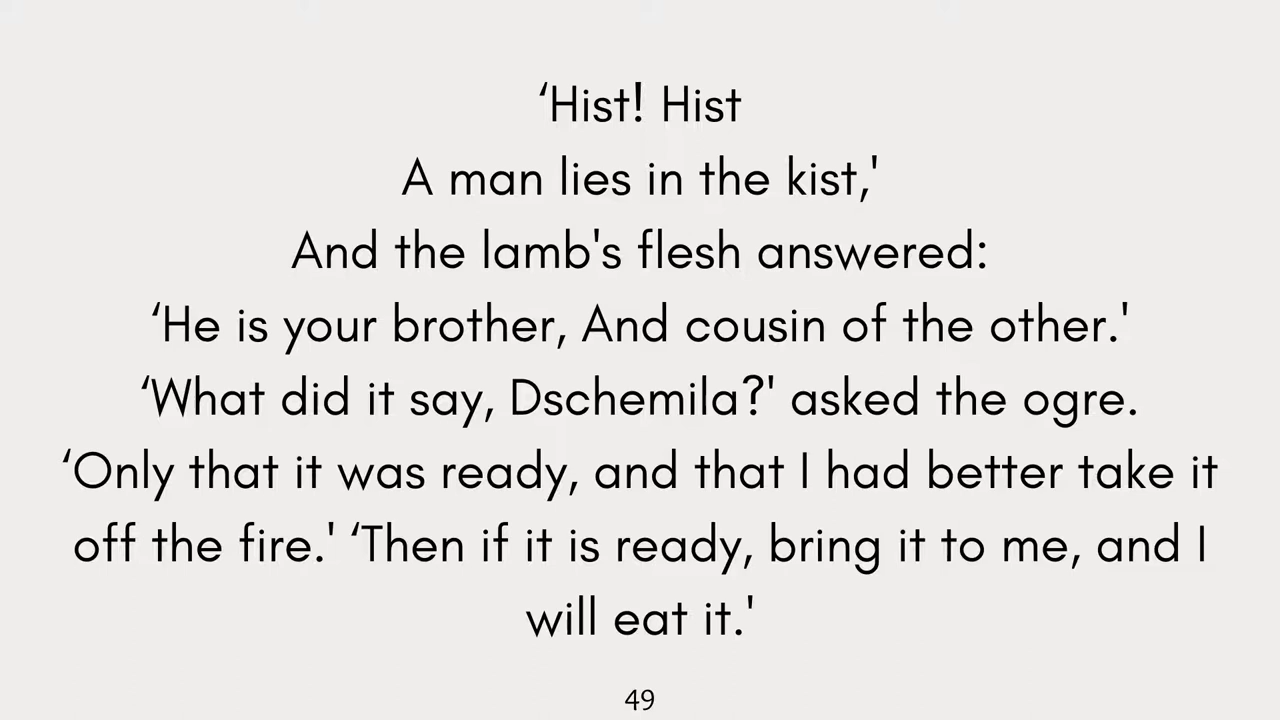 ‘Hist! Hist
A man lies in the kist,'
And the lamb's flesh answered:
‘He is your brother, And cousin of the other.'
‘What did it say, Dschemila?' asked the ogre.
‘Only that it was ready, and that I had better take it
off the fire.' ‘Then if it is ready, bring it to me, and I
will eat it.'
49